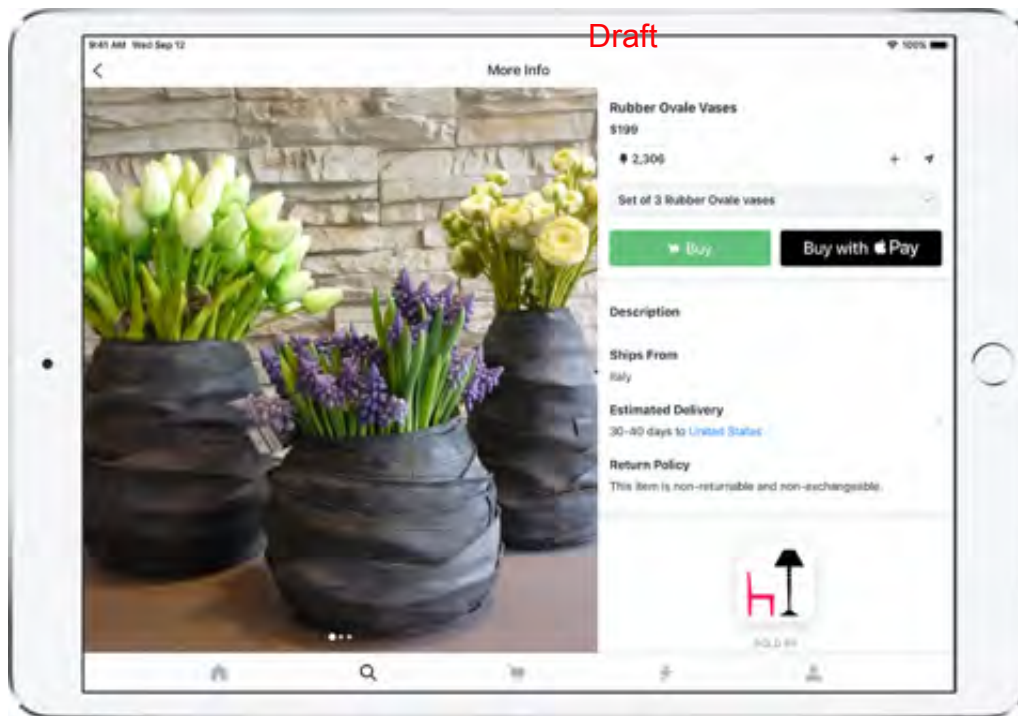 Draft
9:41 AM Wed Sep 12
100%
More Info
Rubber Ovale Vases
$199
2,306
Set of 3 Rubber Ovale vases
Buy
Buy with Pay
Description
Ships From
Italy
Estimated Delivery
30-40 days to United States
Return Policy
This item is non-returnable and non-exchangeable.
SOLD BY